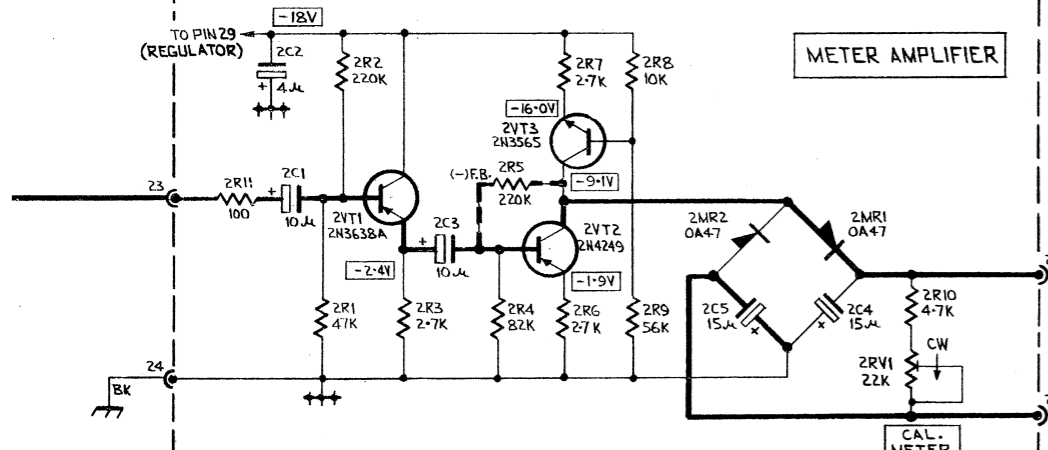 -18V
TO PIN 29
(REGULATOR)
2C2
+ 4μ
2R2
220K
2R7
2·7K
2R8
10K
METER AMPLIFIER
-16·0V
2VT3
2N3565
23
2R11
100
+
2C1
10μ
2VT1
2N3638A
(-)F.B.
2R5
220K
-9·1V
+
2C3
10μ
2VT2
2N4249
-2·4V
-1·9V
2MR2
OA47
2MR1
OA47
2R1
47K
2R3
2·7K
2R4
82K
2R6
2·7K
2R9
56K
2C5
15μ
+
2C4
15μ
+
2R10
4·7K
CW
2RV1
22K
24
BK
CAL.
METER